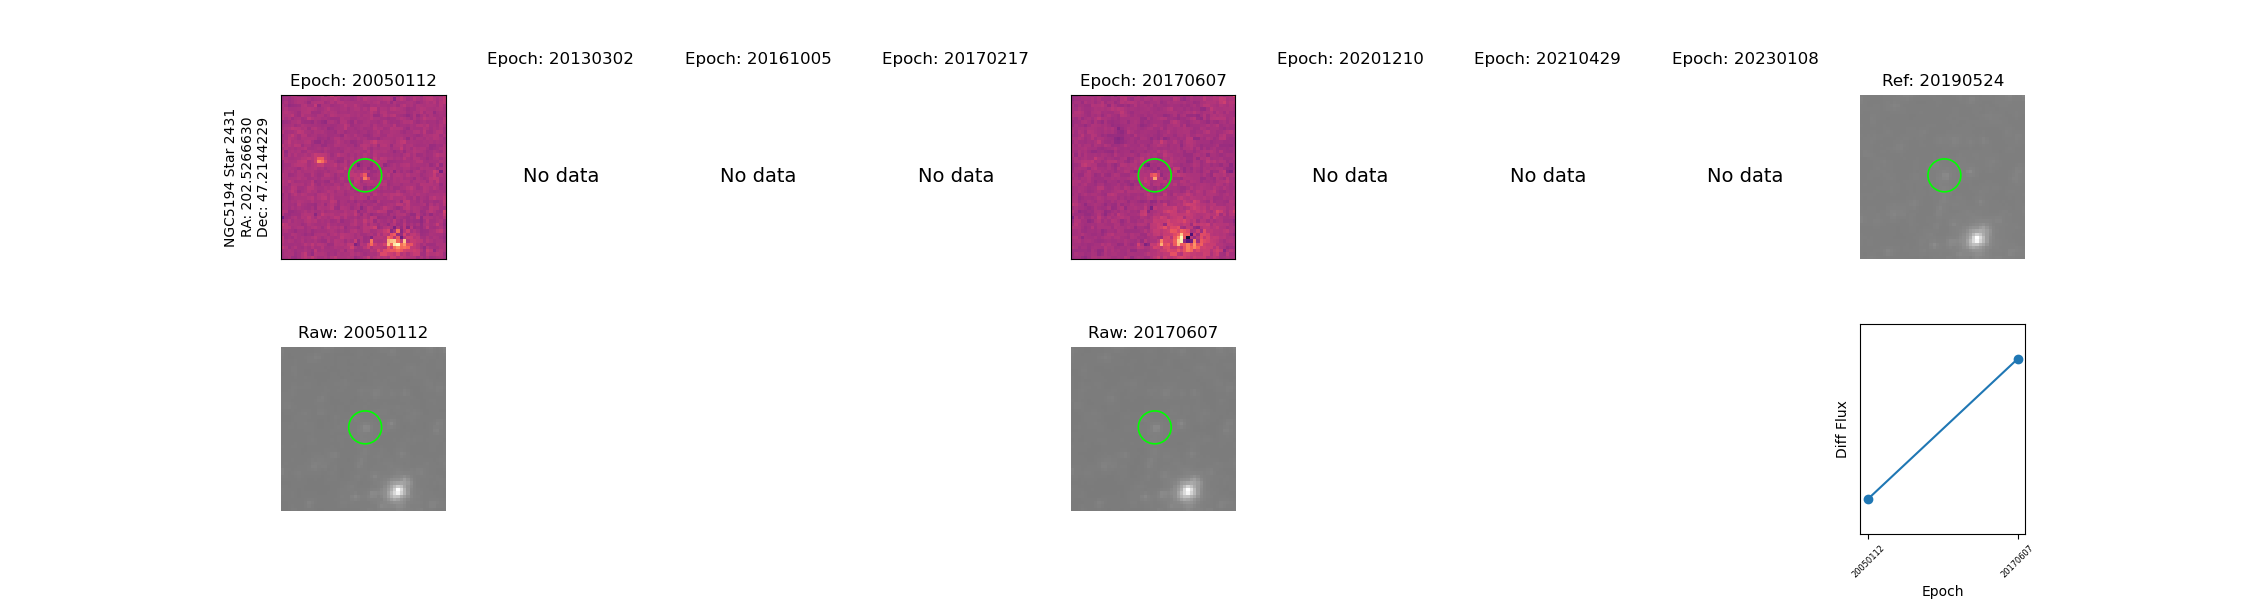 Epoch: 20050112
Epoch: 20130302
Epoch: 20161005
Epoch: 20170217
Epoch: 20170607
Epoch: 20201210
Epoch: 20210429
Epoch: 20230108
Ref: 20190524
NGC5194 Star 2431
RA: 202.5266630
Dec: 47.2144229
No data
No data
No data
No data
No data
No data
Raw: 20050112
Raw: 20170607
Diff Flux
20050112
20170607
Epoch